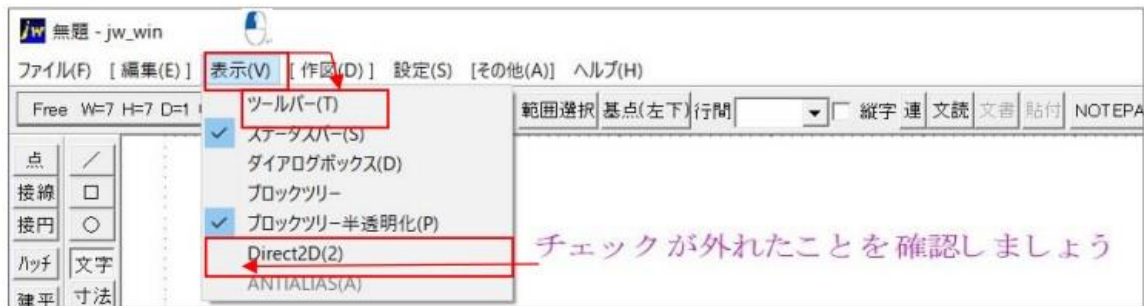 無題 - jw_win
ファイル(F) [ 編集(E) ] 表示(V) [ 作図(D) ] 設定(S) [その他(A)] ヘルプ(H)
Free W=7 H=7 D=1
範囲選択 基点(左下) 行間 縦字 連 文読 文書 貼付 NOTEPA
ツールバー(T)
ステータスバー(S)
ダイアログボックス(D)
ブロックツリー
ブロックツリー半透明化(P)
Direct2D(2)
ANTIALIAS(A)
点 /
接線 □
接円 ○
ハッチ 文字
建平 寸法
チェックが外れたことを確認しましょう